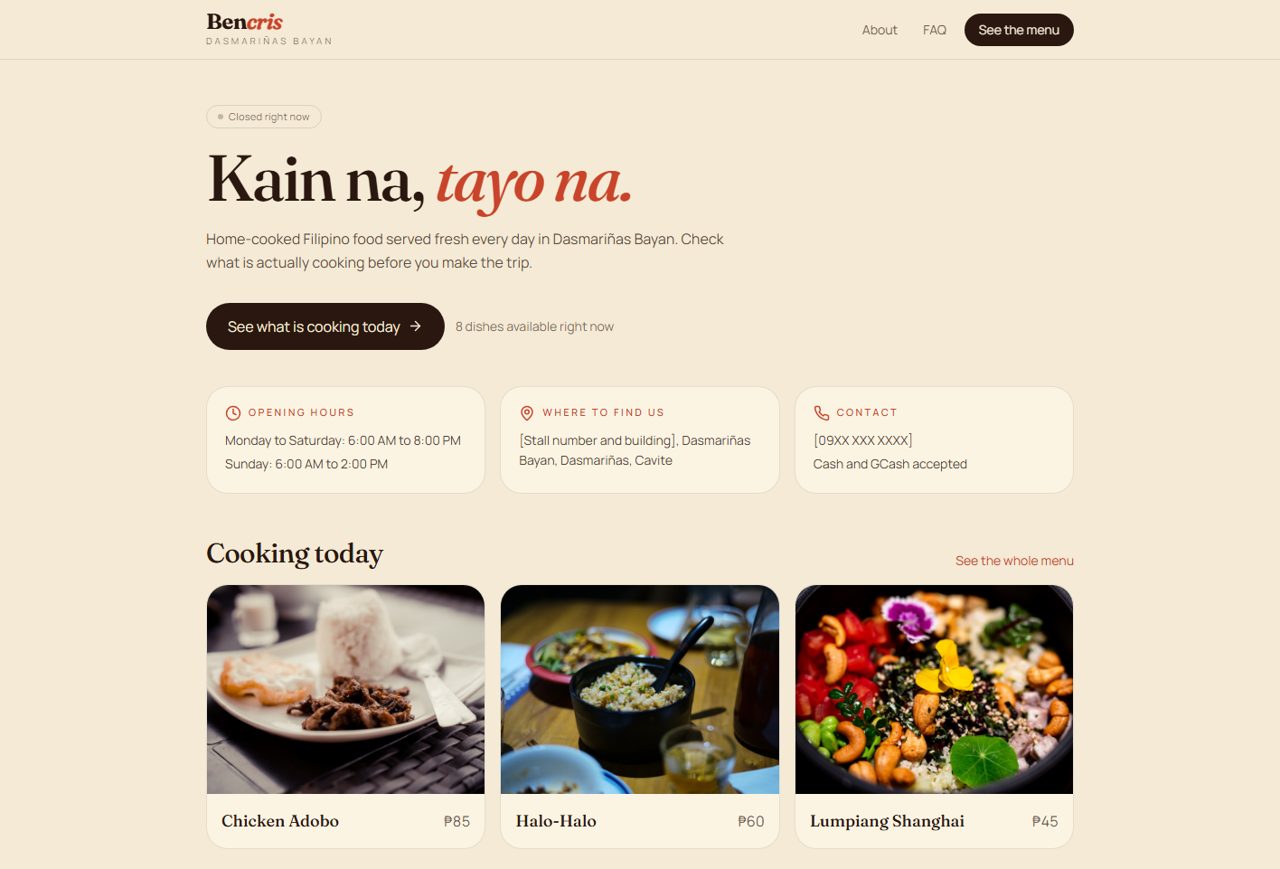 Bencris
DASMARIÑAS BAYAN
About
FAQ
See the menu
Closed right now
Kain na, tayo na.
Home-cooked Filipino food served fresh every day in Dasmariñas Bayan. Check
what is actually cooking before you make the trip.
See what is cooking today →
8 dishes available right now
OPENING HOURS
Monday to Saturday: 6:00 AM to 8:00 PM
Sunday: 6:00 AM to 2:00 PM
WHERE TO FIND US
[Stall number and building], Dasmariñas
Bayan, Dasmariñas, Cavite
CONTACT
[09XX XXX XXXX]
Cash and GCash accepted
Cooking today
See the whole menu
Chicken Adobo
₱85
Halo-Halo
₱60
Lumpiang Shanghai
₱45